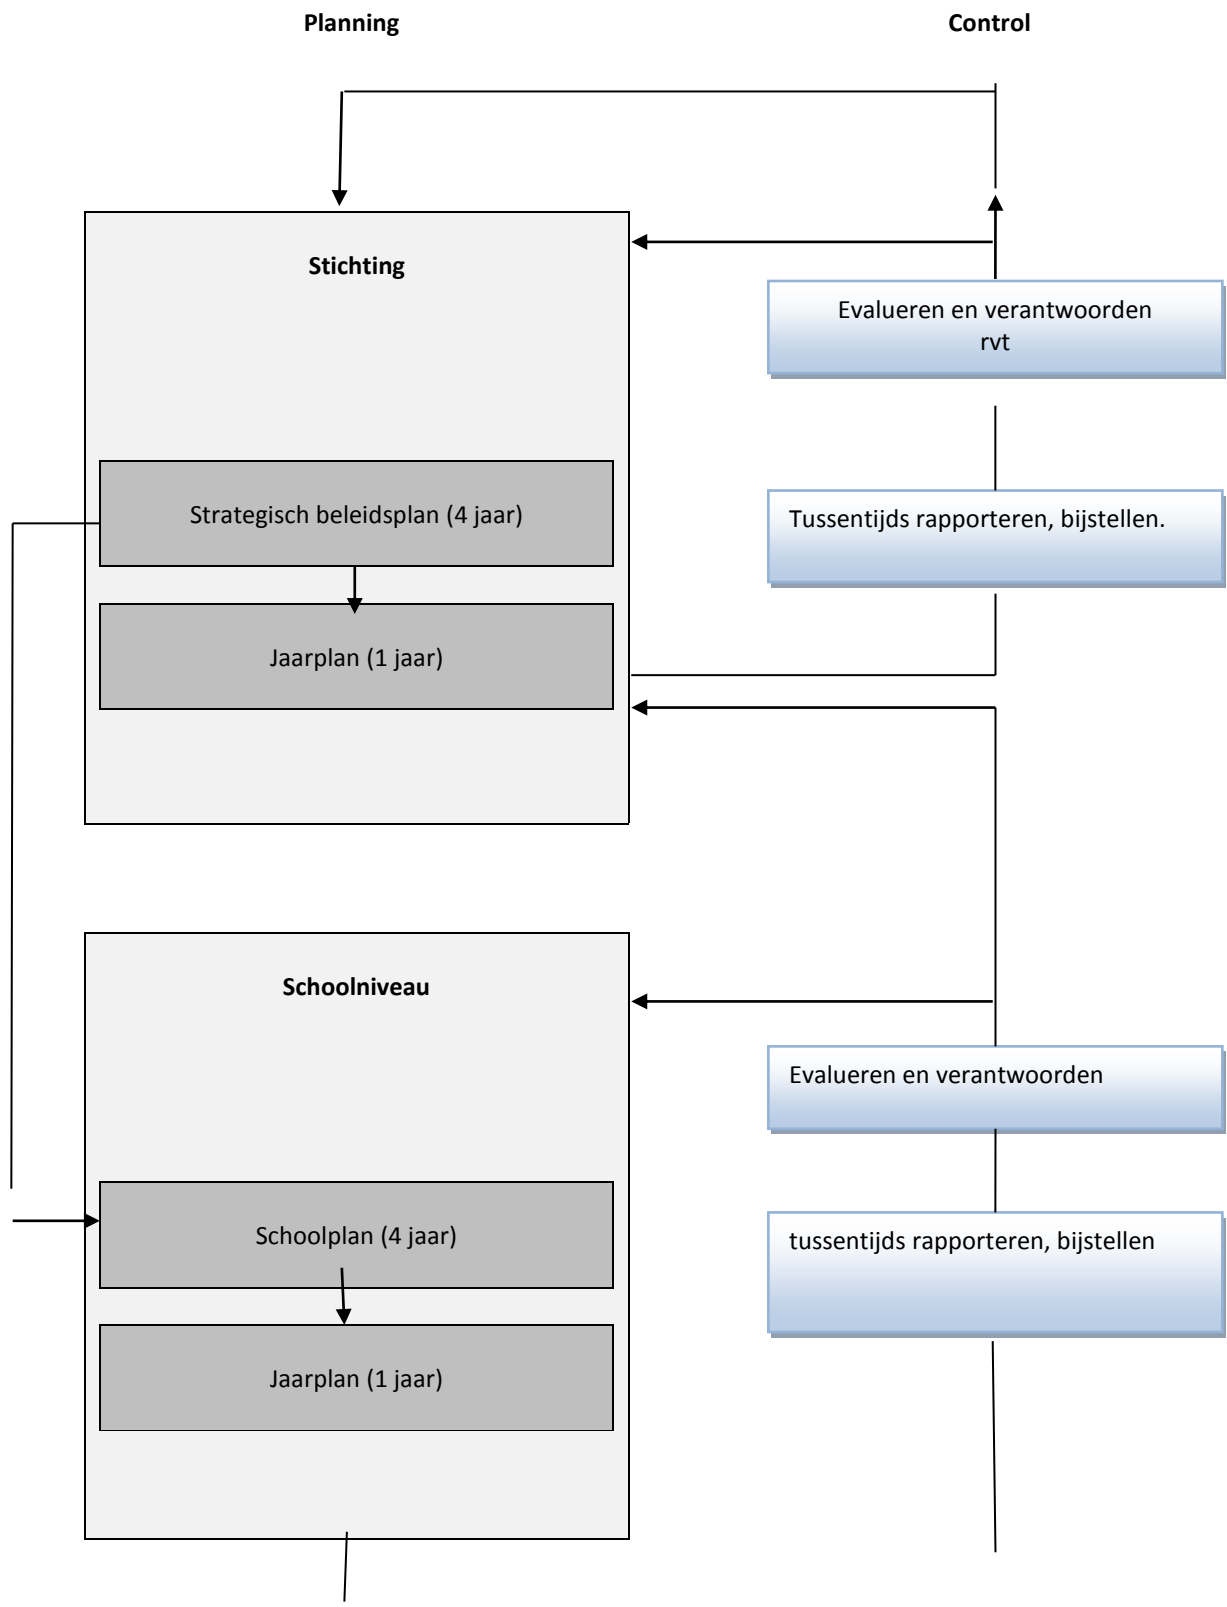 Planning
Control
Stichting
Evalueren en verantwoorden
rvt
Strategisch beleidsplan (4 jaar)
Tussentijds rapporteren, bijstellen.
Jaarplan (1 jaar)
Schoolniveau
Evalueren en verantwoorden
Schoolplan (4 jaar)
tussentijds rapporteren, bijstellen
Jaarplan (1 jaar)